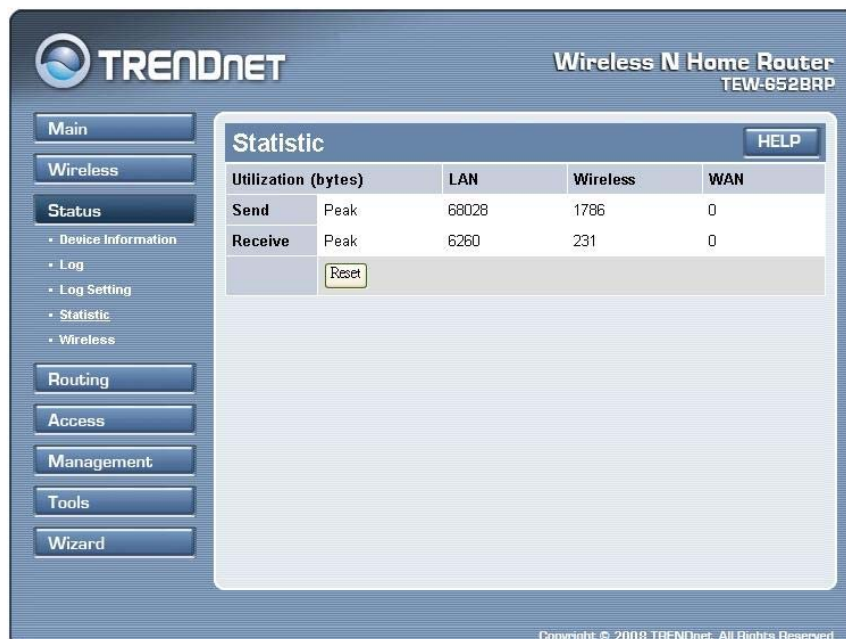 TRENDNET
Wireless N Home Router
TEW-652BRP
Main
Wireless
Status
• Device Information
• Log
• Log Setting
• Statistic
• Wireless
Routing
Access
Management
Tools
Wizard
Statistic HELP
Utilization (bytes) LAN Wireless WAN
Send Peak 68028 1786 0
Receive Peak 6260 231 0
Reset
Copyright © 2008 TRENDnet. All Rights Reserved.